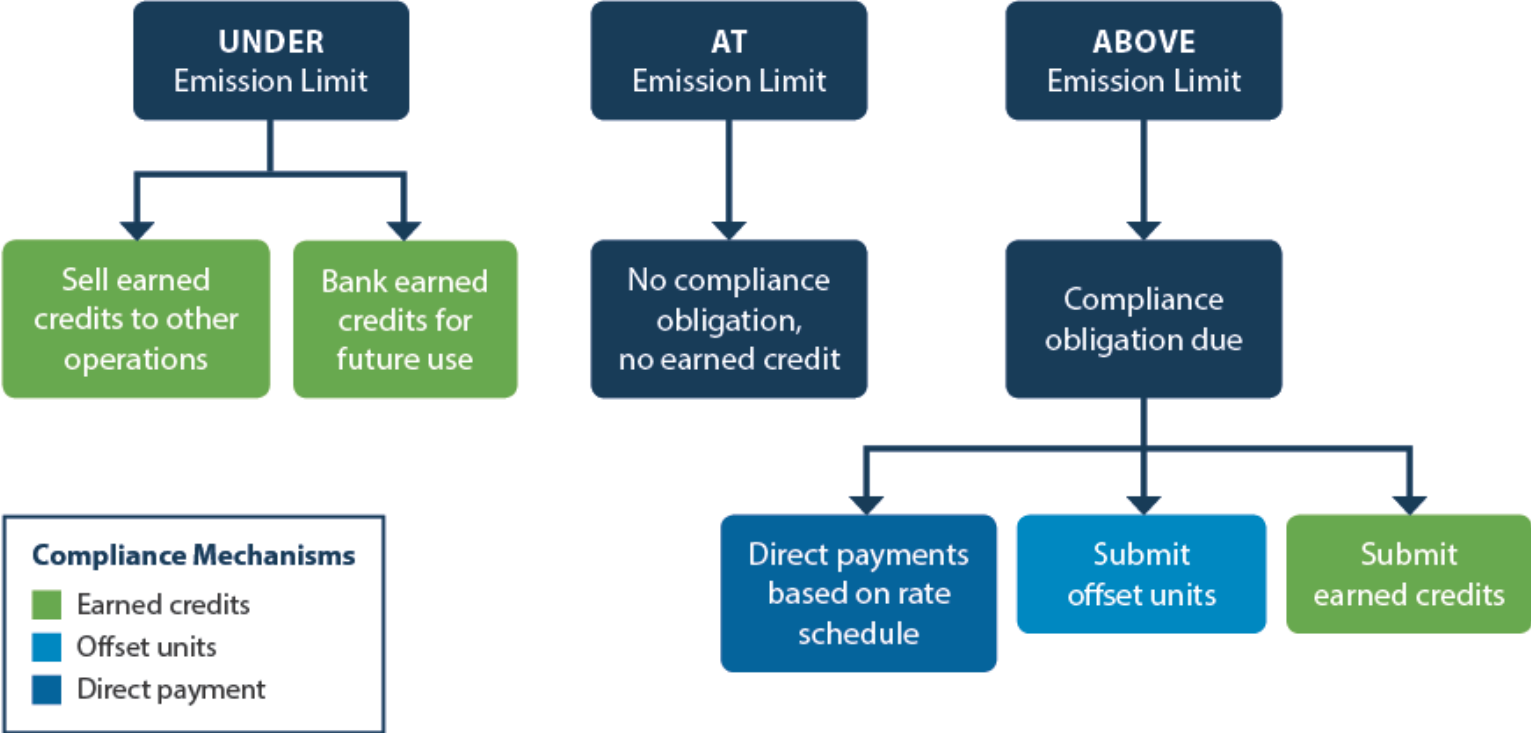 UNDER
Emission Limit
AT
Emission Limit
ABOVE
Emission Limit
Sell earned
credits to other
operations
Bank earned
credits for
future use
No compliance
obligation,
no earned credit
Compliance
obligation due
Direct payments
based on rate
schedule
Submit
offset units
Submit
earned credits
Compliance Mechanisms
Earned credits
Offset units
Direct payment